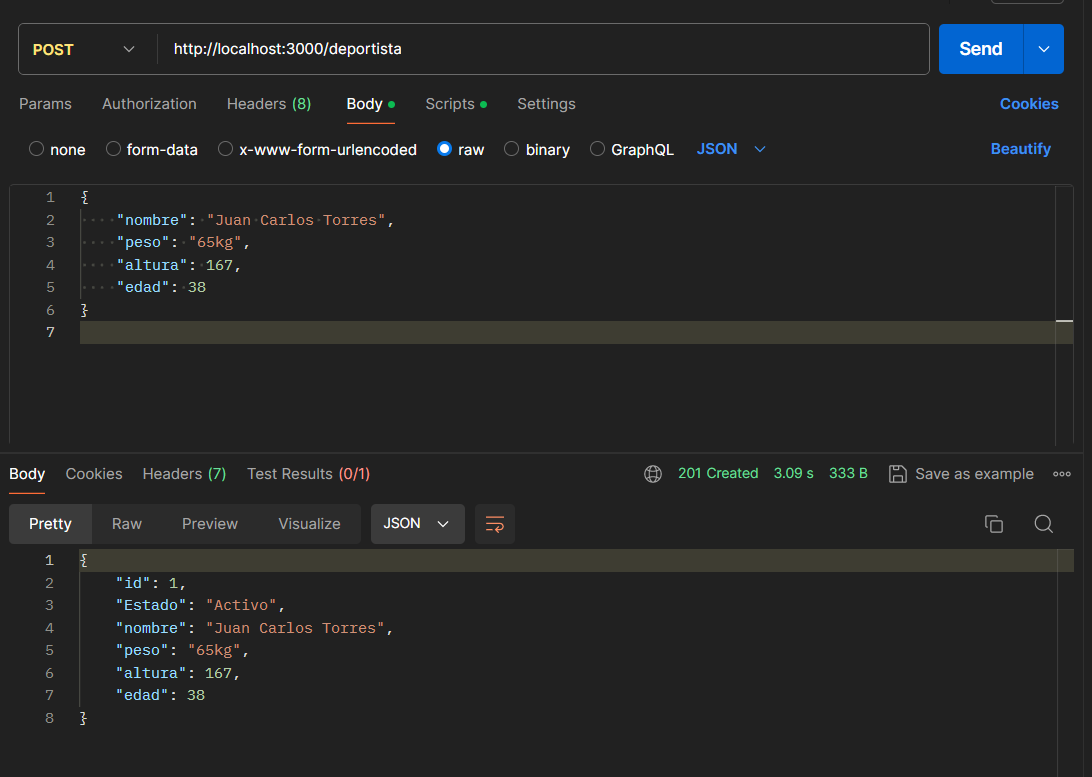 POST http://localhost:3000/deportista Send
Params Authorization Headers (8) Body Scripts Settings Cookies
none form-data x-www-form-urlencoded raw binary GraphQL JSON Beautify
1 {
2 "nombre": "Juan Carlos Torres",
3 "peso": "65kg",
4 "altura": 167,
5 "edad": 38
6 }
7
Body Cookies Headers (7) Test Results (0/1) 201 Created 3.09 s 333 B Save as example
Pretty Raw Preview Visualize JSON
1 {
2 "id": 1,
3 "Estado": "Activo",
4 "nombre": "Juan Carlos Torres",
5 "peso": "65kg",
6 "altura": 167,
7 "edad": 38
8 }